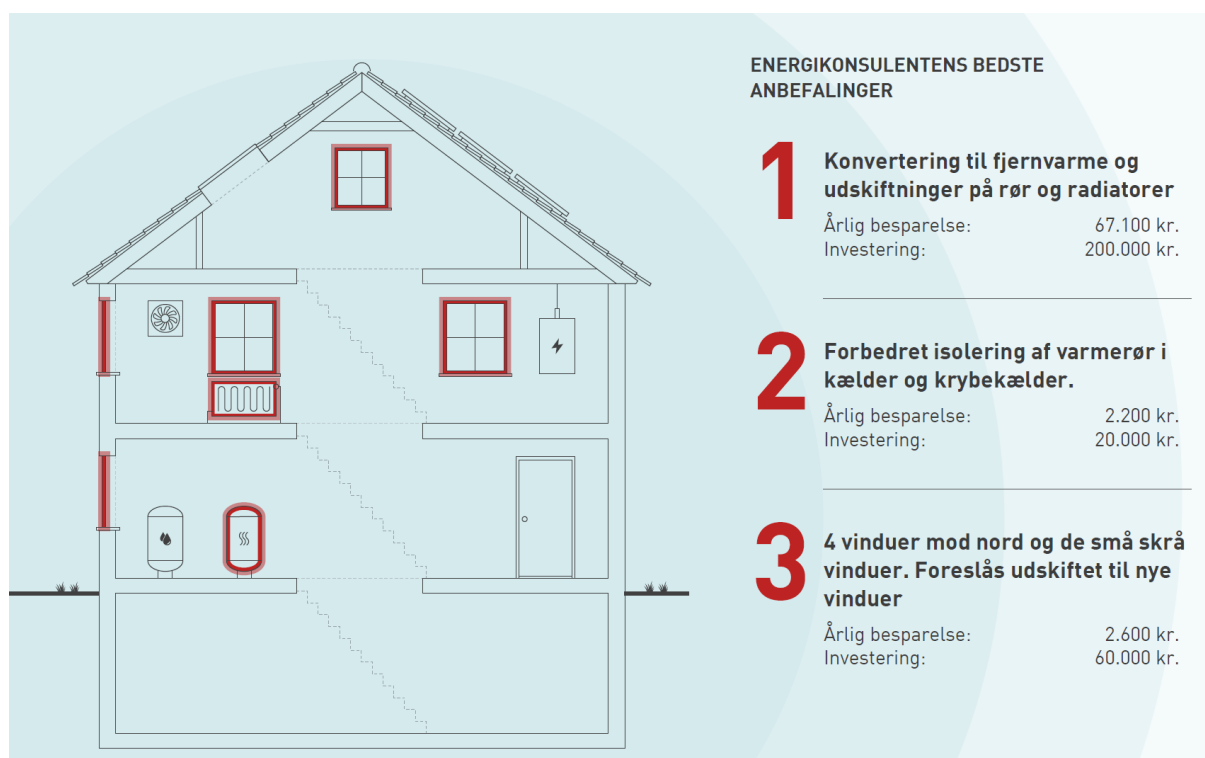 ENERGIKONSULENTENS BEDSTE
ANBEFALINGER
1
Konvertering til fjernvarme og
udskiftninger på rør og radiatorer
Årlig besparelse: 67.100 kr.
Investering: 200.000 kr.
2
Forbedret isolering af varmerør i
kælder og krybekælder.
Årlig besparelse: 2.200 kr.
Investering: 20.000 kr.
3
4 vinduer mod nord og de små skrå
vinduer. Foreslås udskiftet til nye
vinduer
Årlig besparelse: 2.600 kr.
Investering: 60.000 kr.